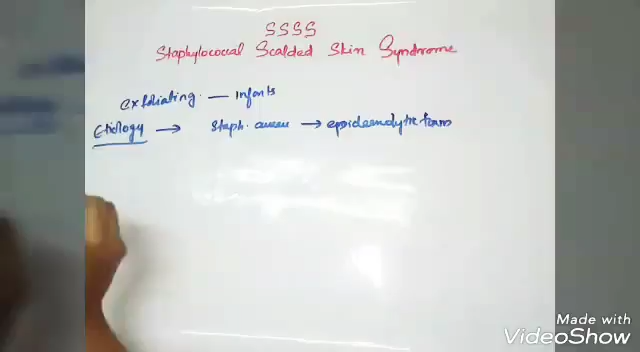 SSSS
Staphylococcal Scalded Skin Syndrome
exfoliating — Infants
Etiology → Staph. aureus → epidermolytic toxins
Made with
VideoShow